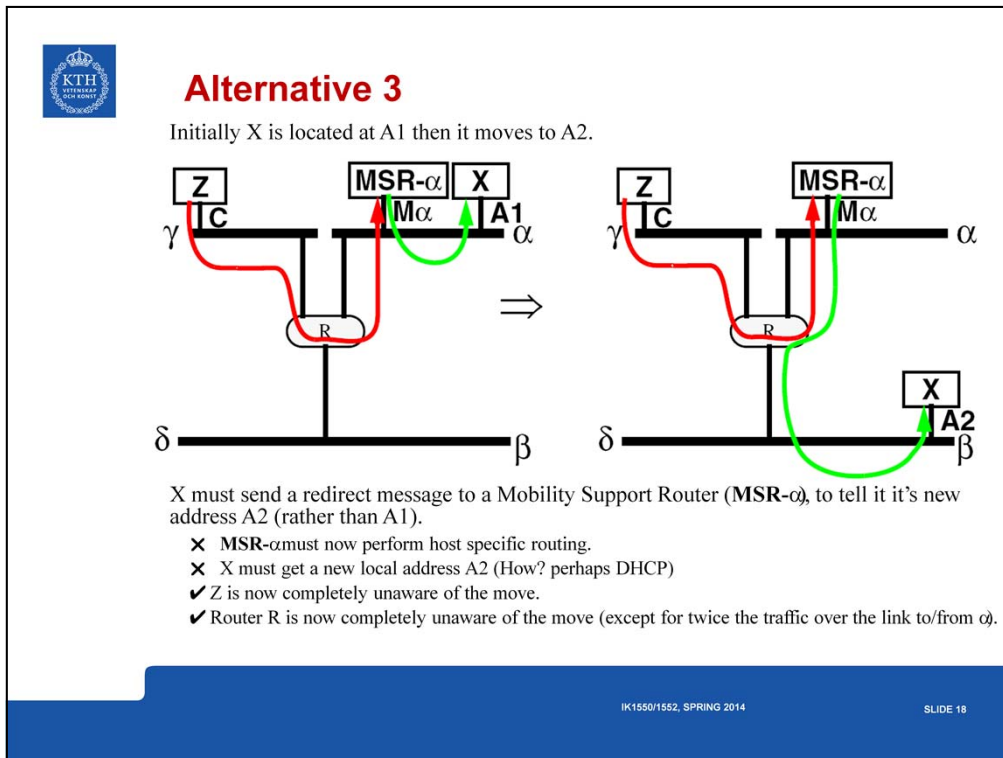 KTH
VETENSKAP
OCH KONST
Alternative 3
Initially X is located at A1 then it moves to A2.
Z
C
γ
MSR-α
Mα
X
A1
α
R
δ
β
⇒
Z
C
γ
MSR-α
Mα
α
R
X
A2
δ
β
X must send a redirect message to a Mobility Support Router (MSR-α), to tell it it's new
address A2 (rather than A1).
✕ MSR-αmust now perform host specific routing.
✕ X must get a new local address A2 (How? perhaps DHCP)
✔ Z is now completely unaware of the move.
✔ Router R is now completely unaware of the move (except for twice the traffic over the link to/from α).
IK1550/1552, SPRING 2014
SLIDE 18